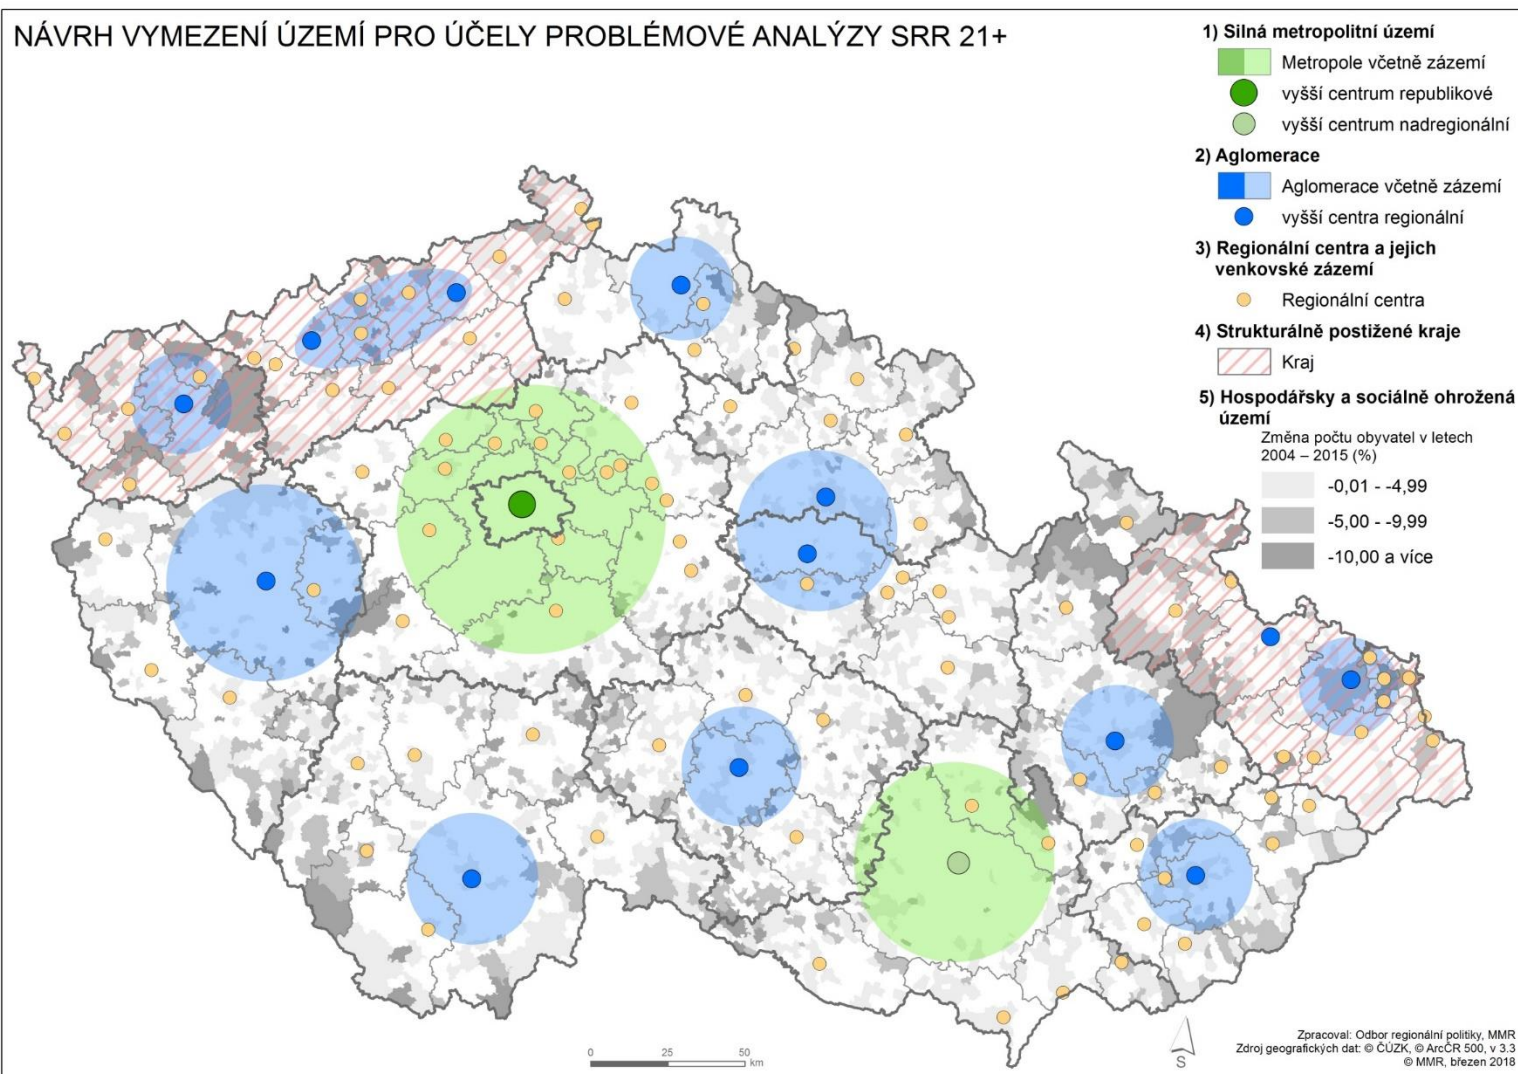 NÁVRH VYMEZENÍ ÚZEMÍ PRO ÚČELY PROBLÉMOVÉ ANALÝZY SRR 21+
1) Silná metropolitní území
Metropole včetně zázemí
vyšší centrum republikové
vyšší centrum nadregionální
2) Aglomerace
Aglomerace včetně zázemí
vyšší centra regionální
3) Regionální centra a jejich
venkovské zázemí
Regionální centra
4) Strukturálně postižené kraje
Kraj
5) Hospodářsky a sociálně ohrožená
území
Změna počtu obyvatel v letech
2004 – 2015 (%)
-0,01 - -4,99
-5,00 - -9,99
-10,00 a více
0 25 50
km
S
Zpracoval: Odbor regionální politiky, MMR
Zdroj geografických dat: © ČÚZK, © ArcČR 500, v 3.3
© MMR, březen 2018